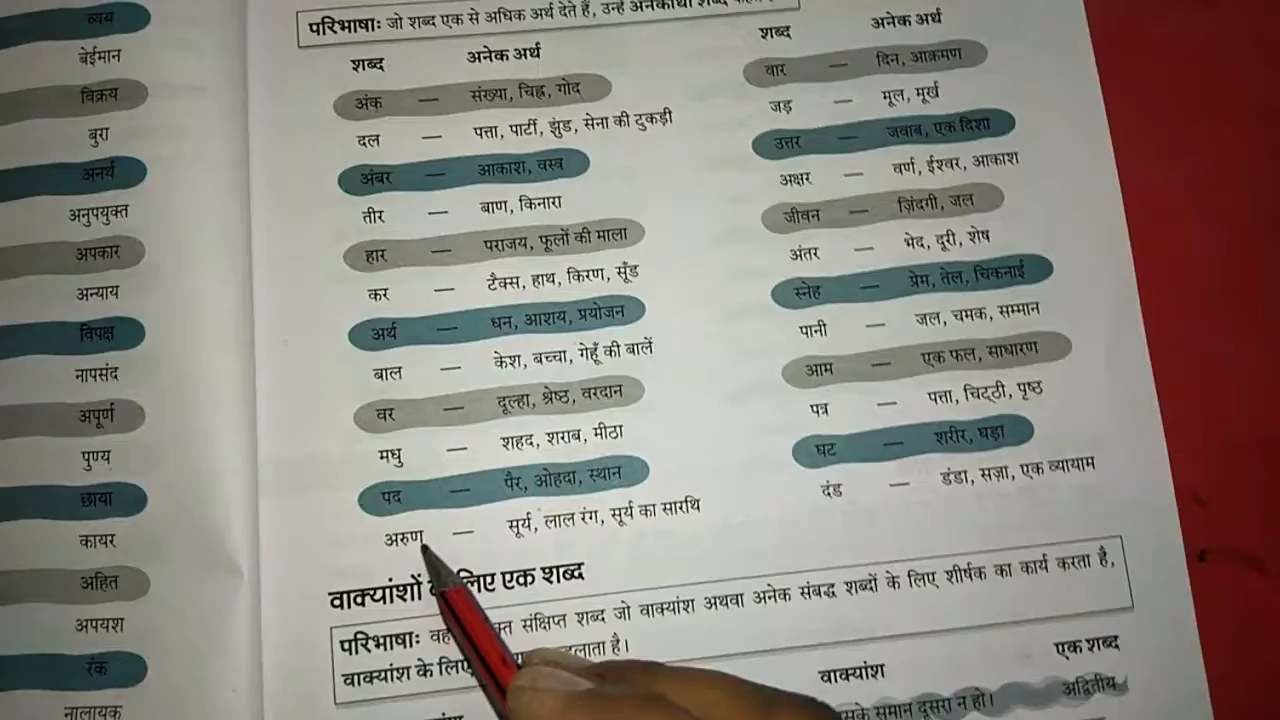 व्यय
बेईमान
विक्रय
बुरा
अनर्थ
अनुपयुक्त
अपकार
अन्याय
विपक्ष
नापसंद
अपूर्ण
पुण्य
छाया
कायर
अहित
अपयश
रंक
नालायक
परिभाषाः जो शब्द एक से अधिक अर्थ देते हैं, उन्हें अनेकार्थी शब्द
शब्द अनेक अर्थ
अंक — संख्या, चिह्न, गोद
दल — पत्ता, पार्टी, झुंड, सेना की टुकड़ी
अंबर — आकाश, वस्त्र
तीर — बाण, किनारा
हार — पराजय, फूलों की माला
कर — टैक्स, हाथ, किरण, सूँड
अर्थ — धन, आशय, प्रयोजन
बाल — केश, बच्चा, गेहूँ की बालें
वर — दूल्हा, श्रेष्ठ, वरदान
मधु — शहद, शराब, मीठा
पद — पैर, ओहदा, स्थान
अरुण — सूर्य, लाल रंग, सूर्य का सारथि
शब्द अनेक अर्थ
वार — दिन, आक्रमण
जड़ — मूल, मूर्ख
उत्तर — जवाब, एक दिशा
अक्षर — वर्ण, ईश्वर, आकाश
जीवन — ज़िंदगी, जल
अंतर — भेद, दूरी, शेष
स्नेह — प्रेम, तेल, चिकनाई
पानी — जल, चमक, सम्मान
आम — एक फल, साधारण
पत्र — पत्ता, चिट्ठी, पृष्ठ
घट — शरीर, घड़ा
दंड — डंडा, सज़ा, एक व्यायाम
वाक्यांशों लिए एक शब्द
परिभाषाः संक्षिप्त शब्द जो वाक्यांश अथवा अनेक संबद्ध शब्दों के लिए शीर्षक का कार्य करता है,
वाक्यांश के लिए है।
वाक्यांश एक शब्द
समान दूसरा न हो। अद्वितीय